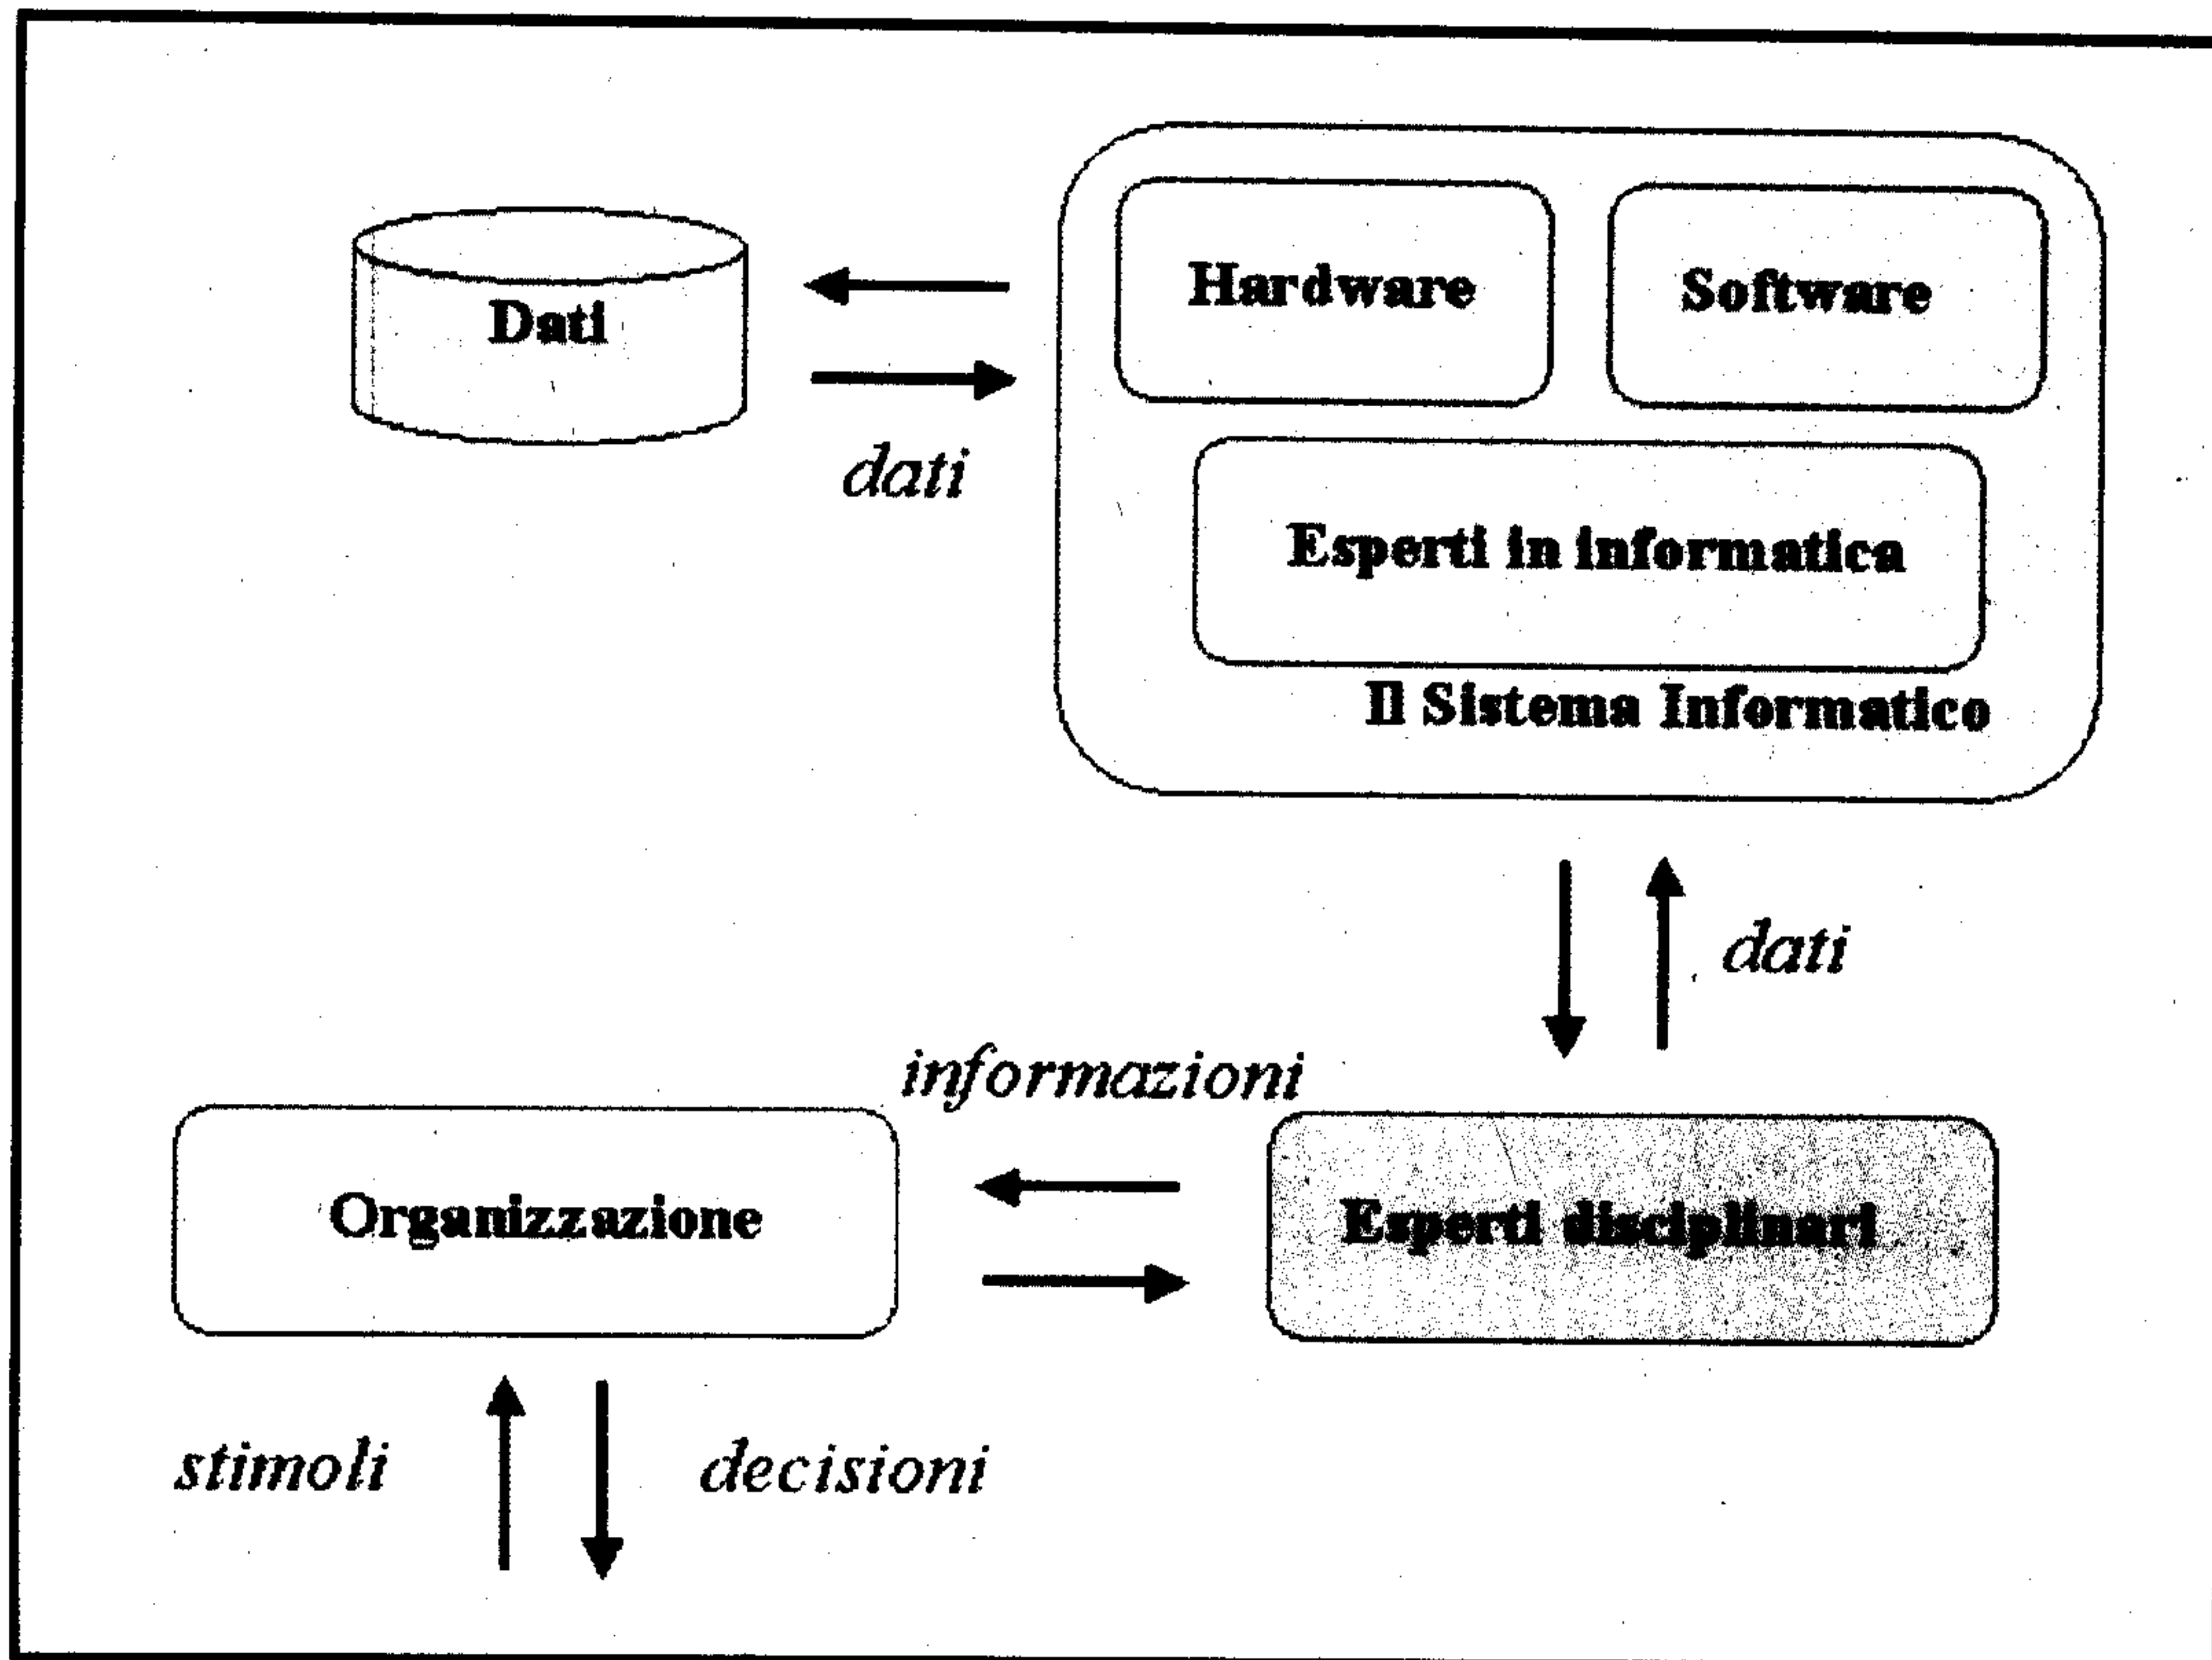 Hardware
Software
Dati
dati
Esperti in informatica
Il Sistema Informatico
dati
informazioni
Organizzazione
Esperti disciplinari
stimoli
decisioni